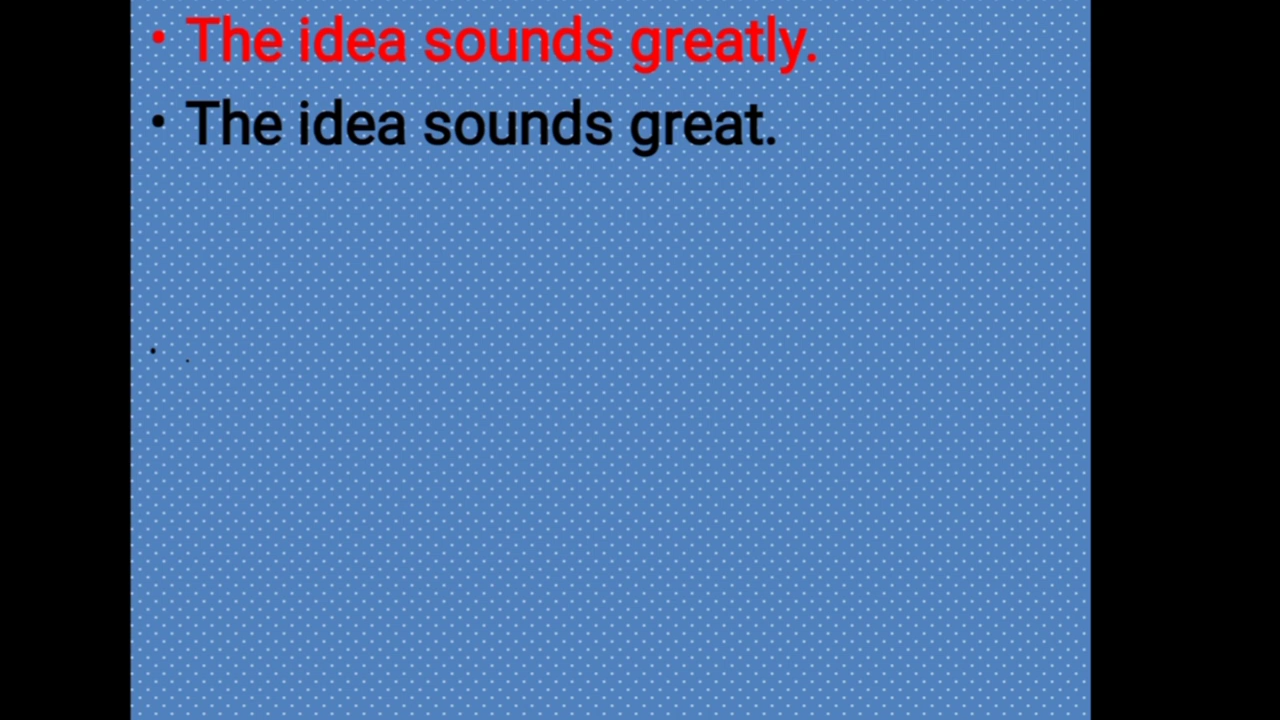 • The idea sounds greatly.
• The idea sounds great.
• .